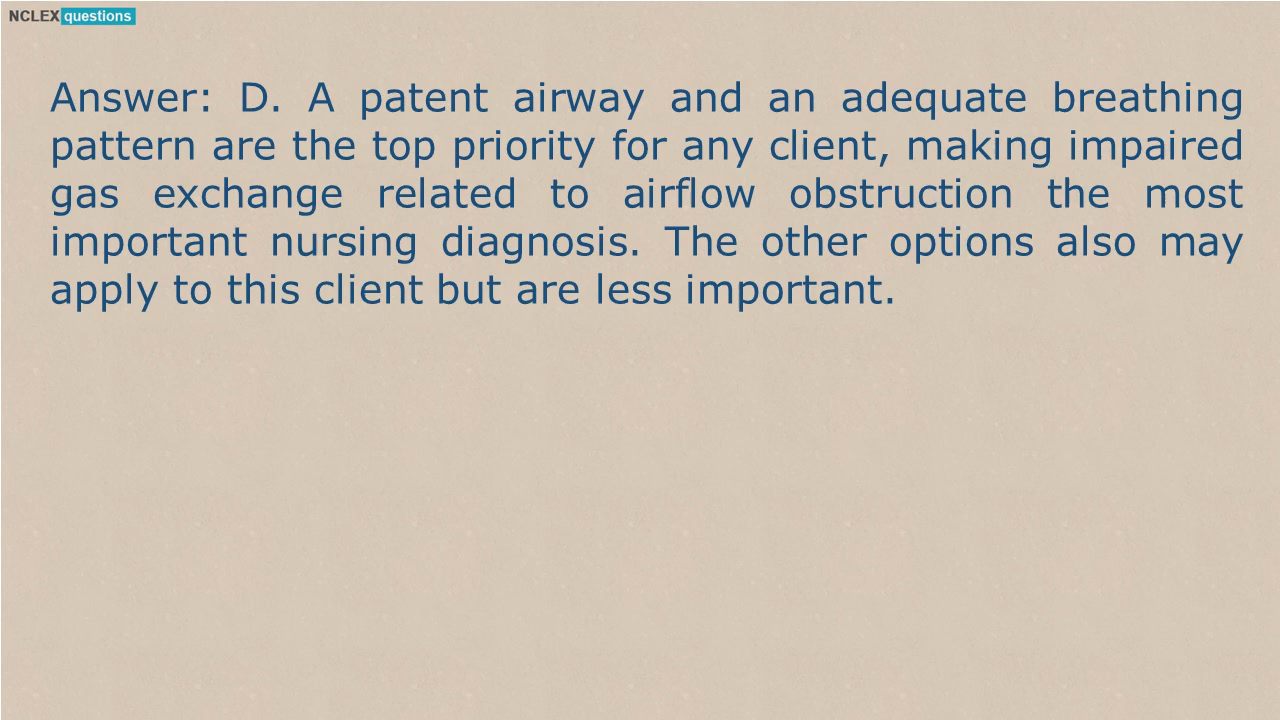 NCLEX questions
Answer: D. A patent airway and an adequate breathing
pattern are the top priority for any client, making impaired
gas exchange related to airflow obstruction the most
important nursing diagnosis. The other options also may
apply to this client but are less important.